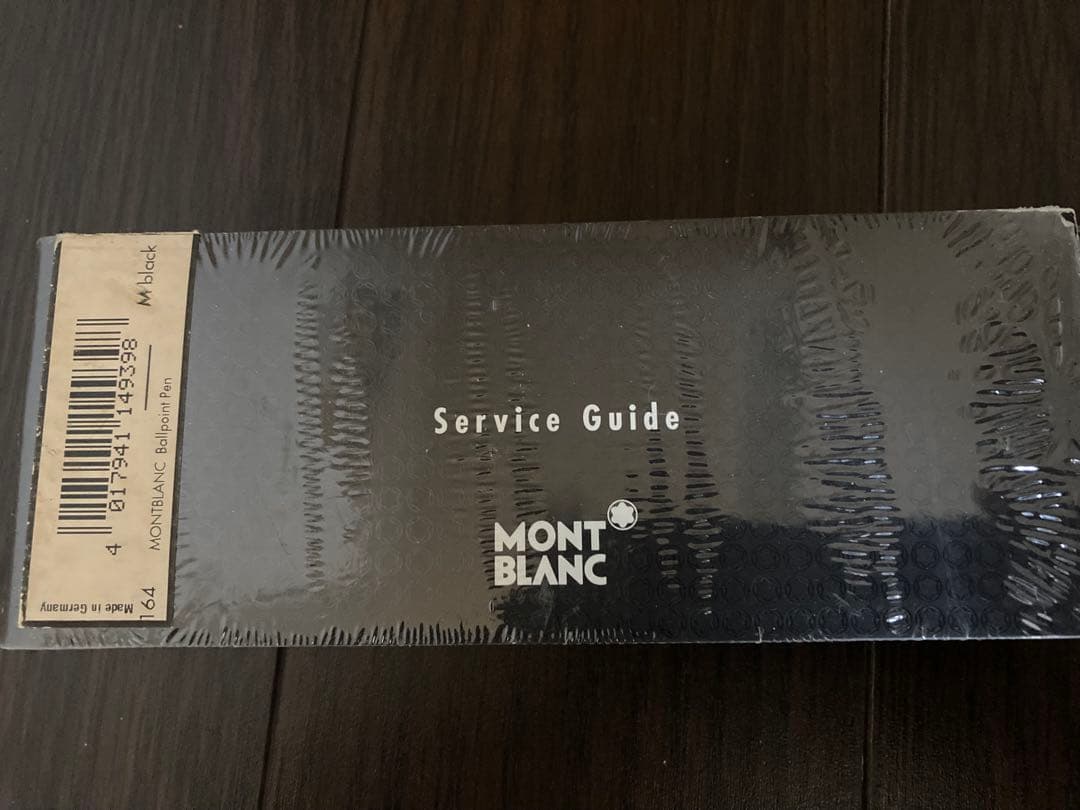 Service Guide
MONT
BLANC
M black
4 017941 149398
MONTBLANC Ballpoint Pen
164
Made in Germany